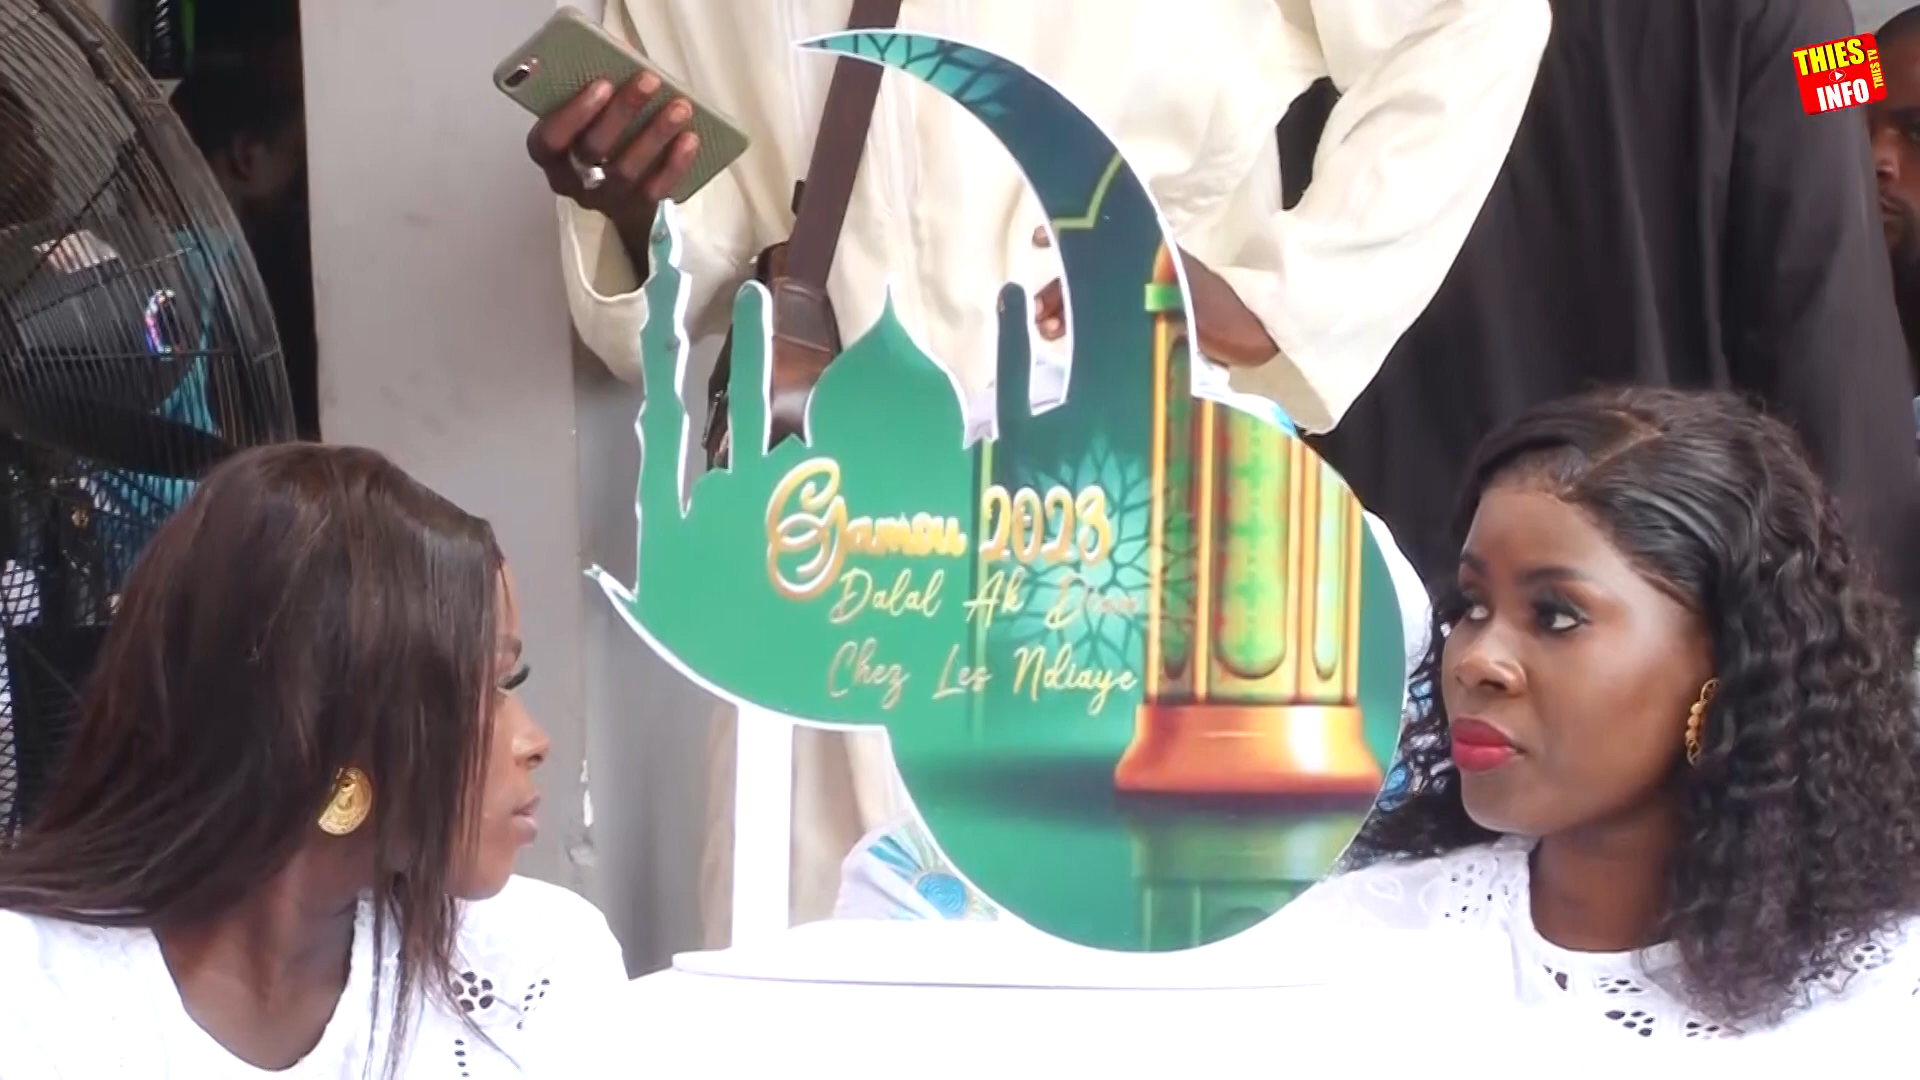 THIES
INFO
THIES TV
Gamou 2023
Dalal Ak Diam
Chez Les Ndiaye